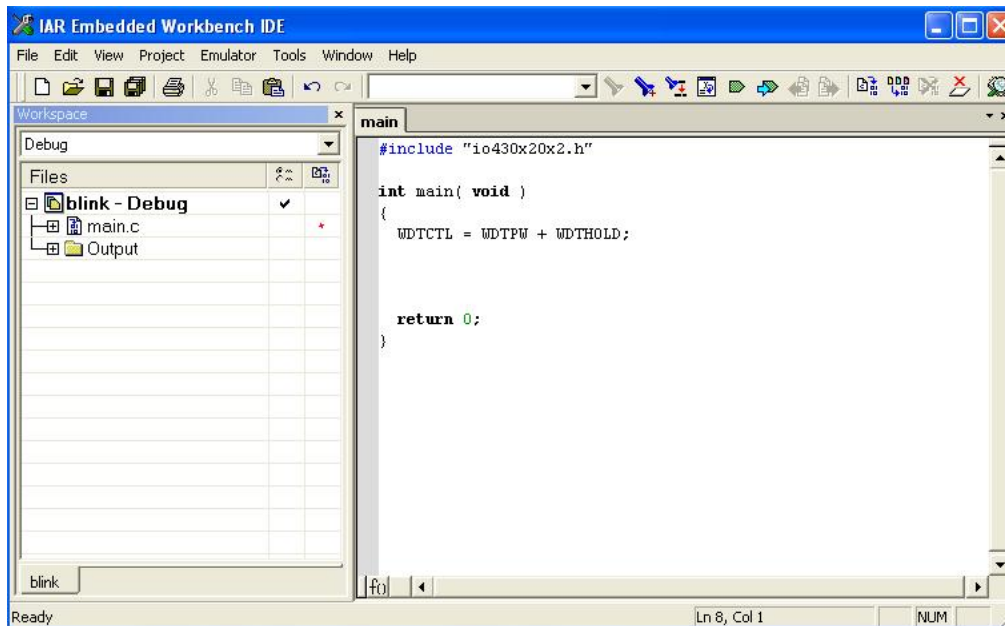 IAR Embedded Workbench IDE
File Edit View Project Emulator Tools Window Help
Workspace
Debug
Files
blink - Debug
main.c
Output
blink
main
#include "io430x20x2.h"
int main( void )
{
WDTCTL = WDTPW + WDTHOLD;
return 0;
}
f()
Ready
Ln 8, Col 1
NUM